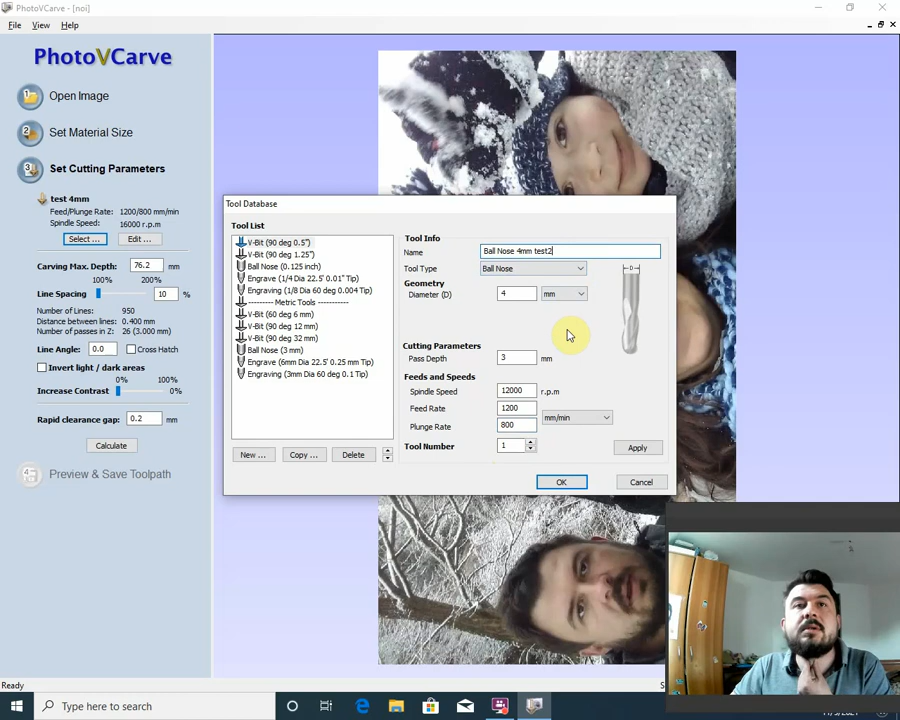 PhotoVCarve - [noi]
File View Help
PhotoVCarve
1 Open Image
2 Set Material Size
3 Set Cutting Parameters
test 4mm
Feed/Plunge Rate: 1200/800 mm/min
Spindle Speed: 16000 r.p.m
Select ... Edit ...
Carving Max. Depth: 76.2 mm
100% 200%
Line Spacing 10 %
Number of Lines: 950
Distance between lines: 0.400 mm
Number of passes in Z: 26 (3.000 mm)
Line Angle: 0.0 Cross Hatch
Invert light / dark areas
0% 100%
Increase Contrast 0%
Rapid clearance gap: 0.2 mm
Calculate
4 Preview & Save Toolpath
Ready
Tool Database
Tool List
V-Bit (90 deg 0.5")
V-Bit (90 deg 1.25")
Ball Nose (0.125 inch)
Engrave (1/4 Dia 22.5' 0.01" Tip)
Engraving (1/8 Dia 60 deg 0.004 Tip)
--------- Metric Tools -----------
V-Bit (60 deg 6 mm)
V-Bit (90 deg 12 mm)
V-Bit (90 deg 32 mm)
Ball Nose (3 mm)
Engrave (6mm Dia 22.5' 0.25 mm Tip)
Engraving (3mm Dia 60 deg 0.1 Tip)
New ... Copy ... Delete
Tool Info
Name Ball Nose 4mm test2
Tool Type Ball Nose
Geometry
Diameter (D) 4 mm
D
Cutting Parameters
Pass Depth 3 mm
Feeds and Speeds
Spindle Speed 12000 r.p.m
Feed Rate 1200
mm/min
Plunge Rate 800
Tool Number 1 Apply
OK Cancel
Type here to search